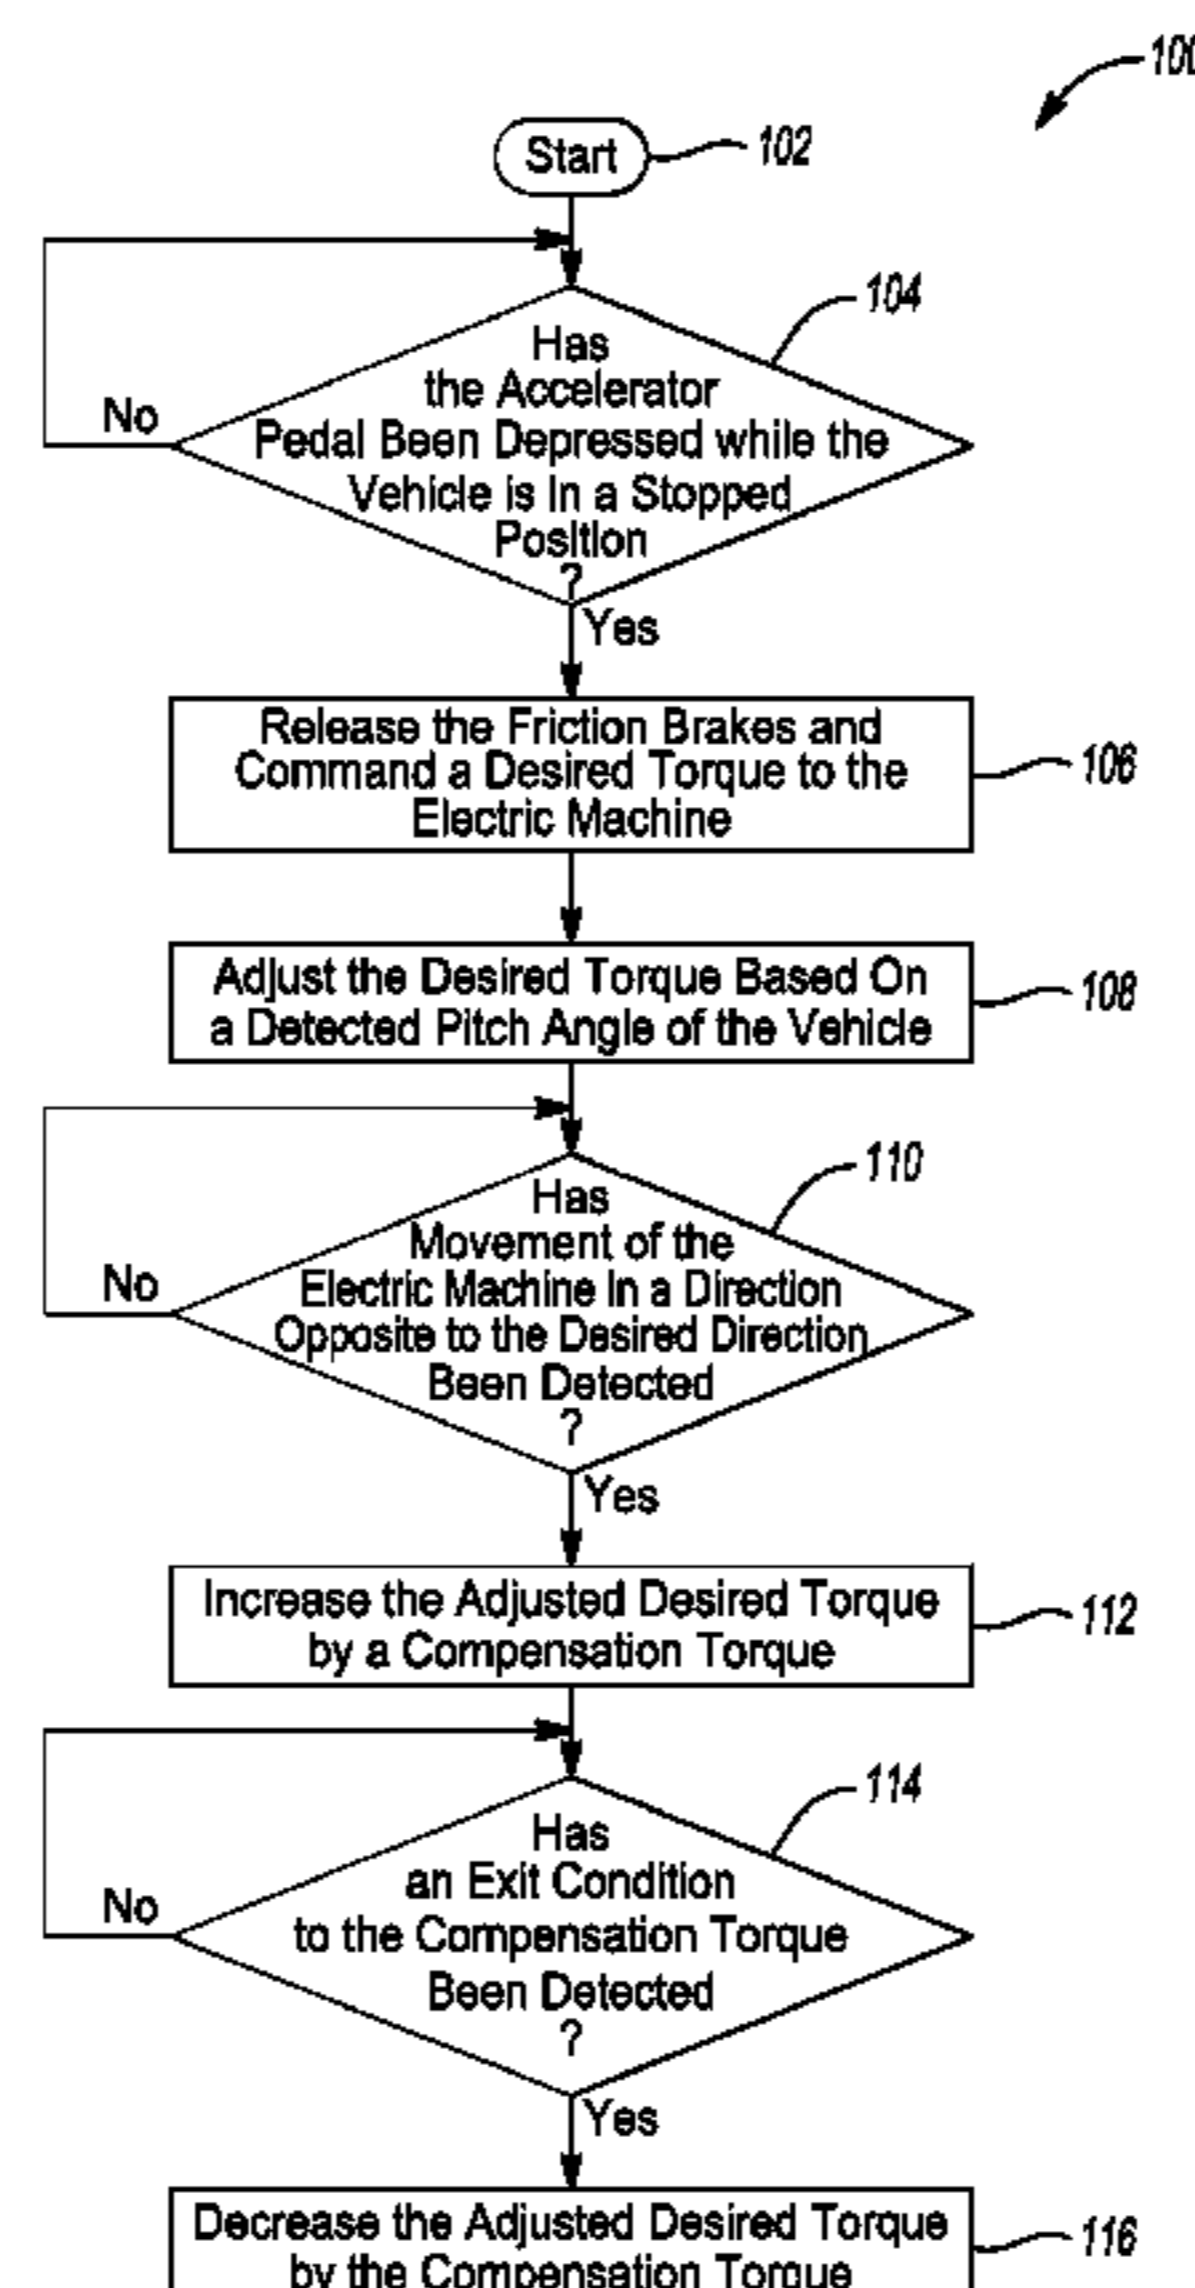 100
Start
102
104
Has
the Accelerator
Pedal Been Depressed while the
Vehicle is in a Stopped
Position
?
No
Yes
Release the Friction Brakes and
Command a Desired Torque to the
Electric Machine
106
Adjust the Desired Torque Based On
a Detected Pitch Angle of the Vehicle
108
110
Has
Movement of the
Electric Machine in a Direction
Opposite to the Desired Direction
Been Detected
?
No
Yes
Increase the Adjusted Desired Torque
by a Compensation Torque
112
114
Has
an Exit Condition
to the Compensation Torque
Been Detected
?
No
Yes
Decrease the Adjusted Desired Torque
by the Compensation Torque
116